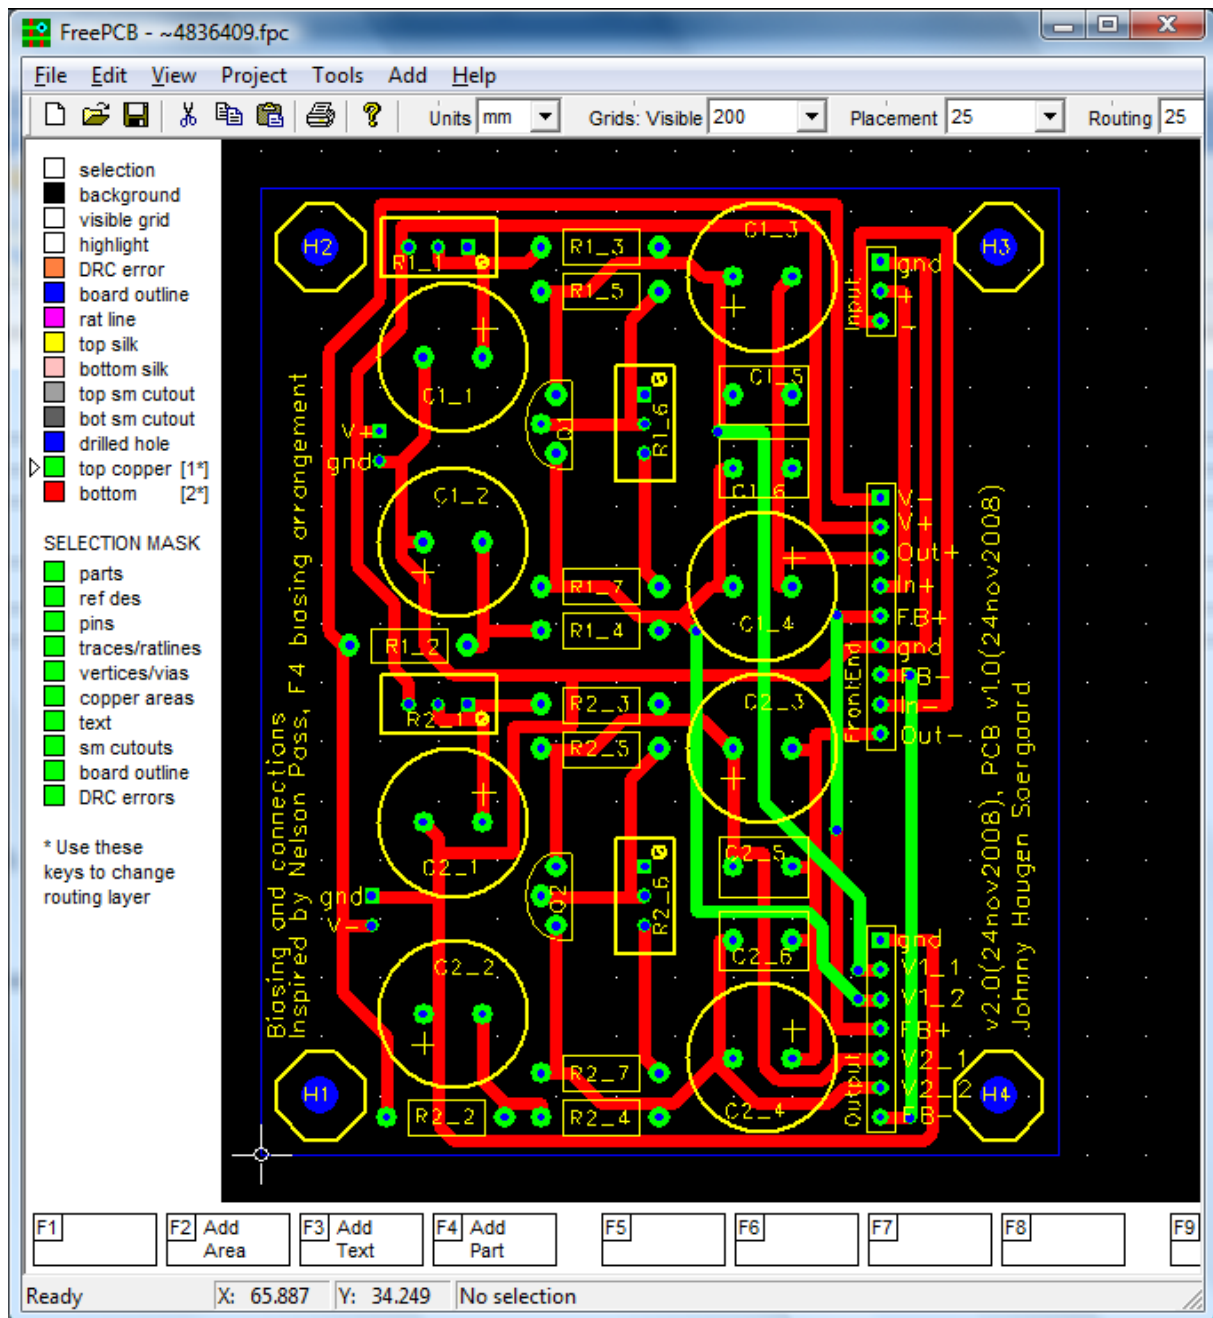 FreePCB - ~4836409.fpc
File Edit View Project Tools Add Help
Units mm Grids: Visible 200 Placement 25 Routing 25
selection
background
visible grid
highlight
DRC error
board outline
rat line
top silk
bottom silk
top sm cutout
bot sm cutout
drilled hole
top copper [1*]
bottom [2*]
SELECTION MASK
parts
ref des
pins
traces/ratlines
vertices/vias
copper areas
text
sm cutouts
board outline
DRC errors
* Use these
keys to change
routing layer
H2
R1_1
R1_3
R1_5
C1_3
H3
Input
gnd
+
-
C1_1
V+
gnd
Q1
R1_6
C1_5
C1_6
C1_2
R1_7
R1_4
C1_4
R1_2
FrontEnd
V-
V+
Out+
In+
FB+
gnd
FB-
In-
Out-
R2_1
R2_3
R2_5
C2_3
C2_1
gnd
V-
Q2
R2_6
C2_5
C2_6
C2_2
R2_7
R2_4
C2_4
R2_2
Output
gnd
V1_1
V1_2
FB+
V2_1
V2_2
FB-
H1
H4
Biasing and connections
Inspired by Nelson Pass, F4 biasing arrangement
v2.0(24nov2008), PCB v1.0(24nov2008)
Johnny Haugen Soergaard
F1
F2 Add Area
F3 Add Text
F4 Add Part
F5
F6
F7
F8
F9
Ready X: 65.887 Y: 34.249 No selection